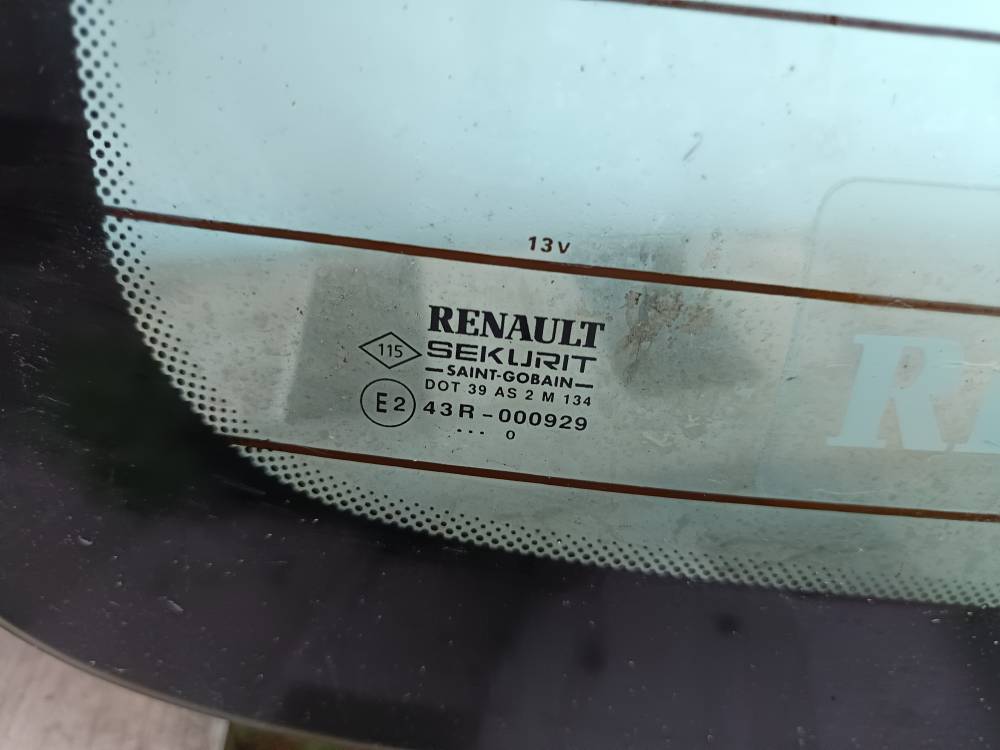 13V
RENAULT
115
SEKURIT
—SAINT-GOBAIN—
DOT 39 AS 2 M 134
E2 43R-000929
... 0